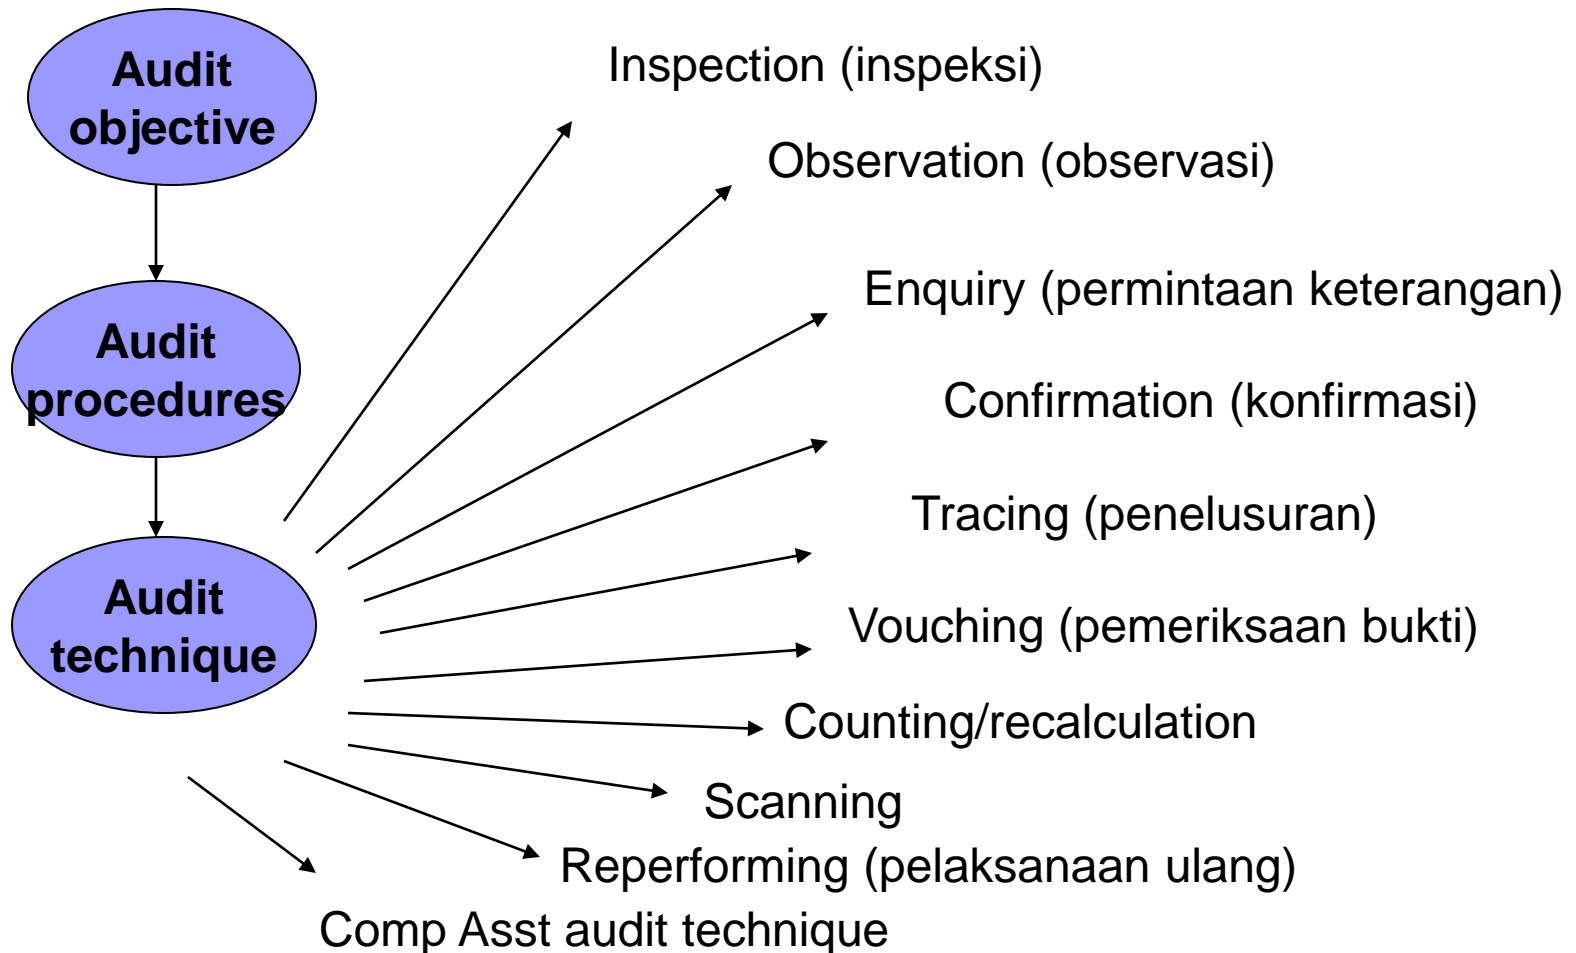 Audit
objective
Audit
procedures
Audit
technique
Inspection (inspeksi)
Observation (observasi)
Enquiry (permintaan keterangan)
Confirmation (konfirmasi)
Tracing (penelusuran)
Vouching (pemeriksaan bukti)
Counting/recalculation
Scanning
Reperforming (pelaksanaan ulang)
Comp Asst audit technique